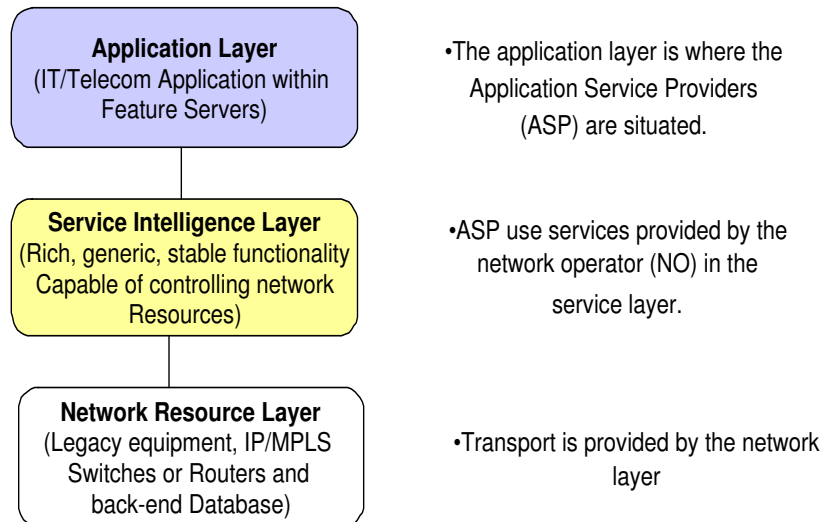 Application Layer
(IT/Telecom Application within
Feature Servers)
•The application layer is where the
Application Service Providers
(ASP) are situated.
Service Intelligence Layer
(Rich, generic, stable functionality
Capable of controlling network
Resources)
•ASP use services provided by the
network operator (NO) in the
service layer.
Network Resource Layer
(Legacy equipment, IP/MPLS
Switches or Routers and
back-end Database)
•Transport is provided by the network
layer